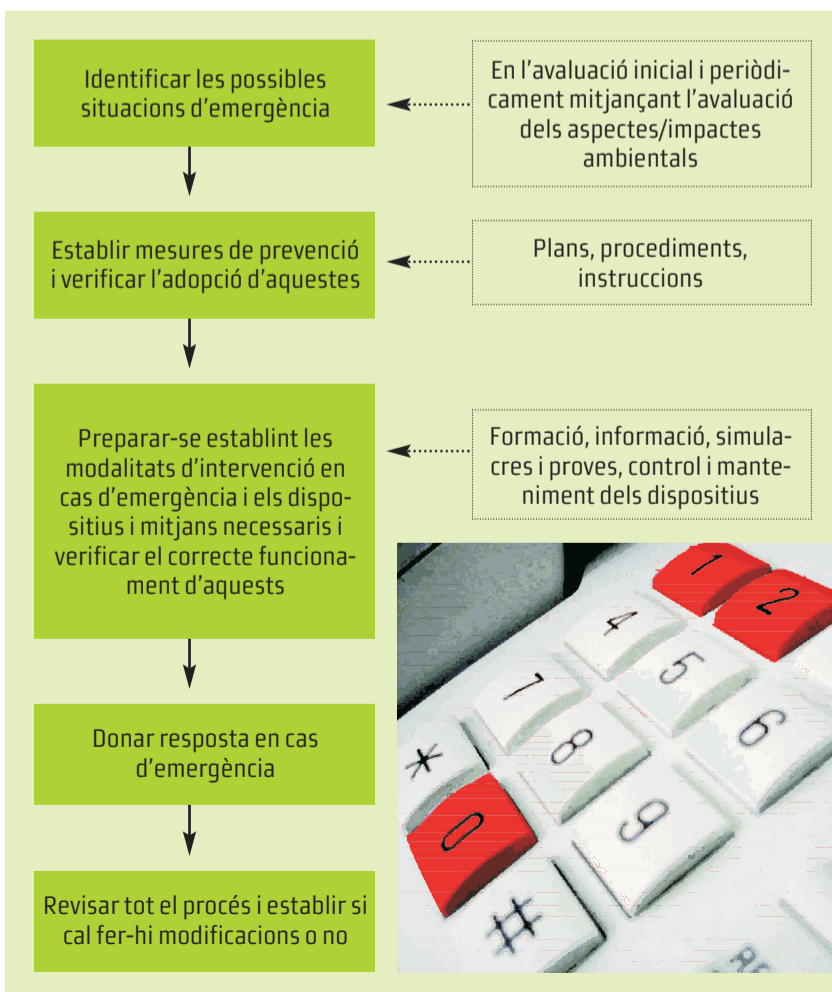 Identificar les possibles
situacions d'emergència
En l'avaluació inicial i periòdi-
cament mitjançant l'avaluació
dels aspectes/impactes
ambientals
Establir mesures de prevenció
i verificar l'adopció d'aquestes
Plans, procediments,
instruccions
Preparar-se establint les
modalitats d'intervenció en
cas d'emergència i els dispo-
sitius i mitjans necessaris i
verificar el correcte funciona-
ment d'aquests
Formació, informació, simula-
cres i proves, control i mante-
niment dels dispositius
1
2
4
5
6
7
8
9
*
0
#
Donar resposta en cas
d'emergència
Revisar tot el procés i establir si
cal fer-hi modificacions o no